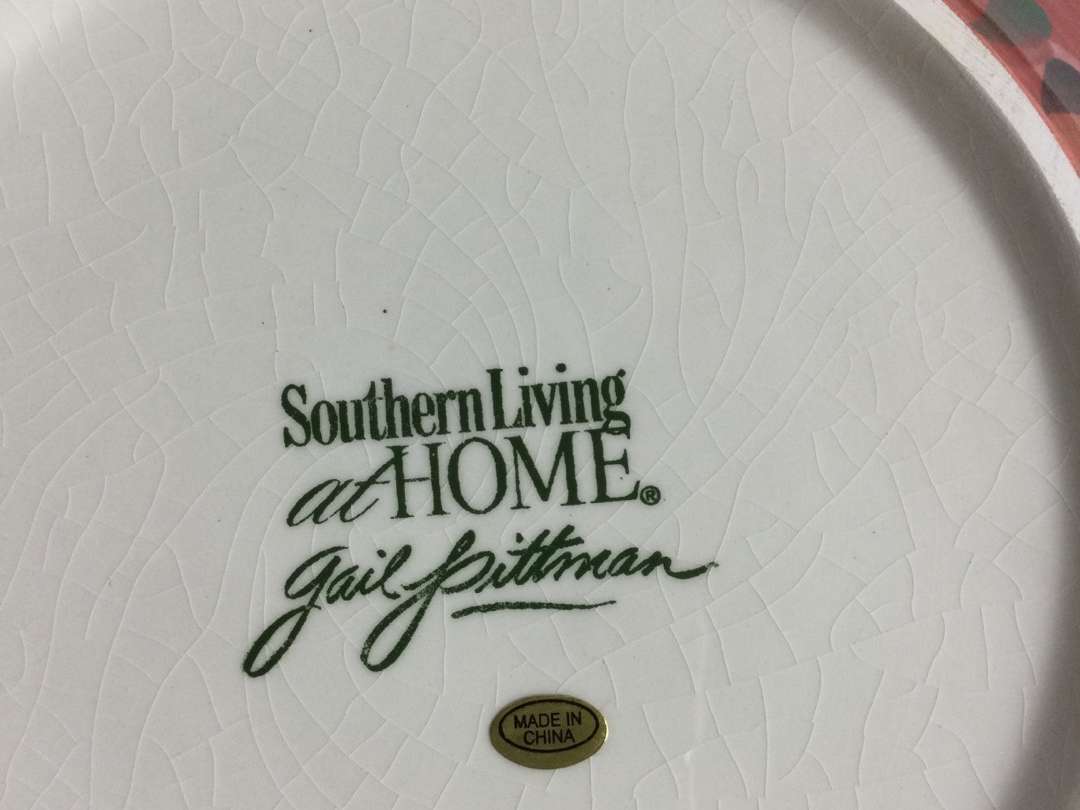 Southern Living
at HOME®
Gail Pittman
MADE IN
CHINA